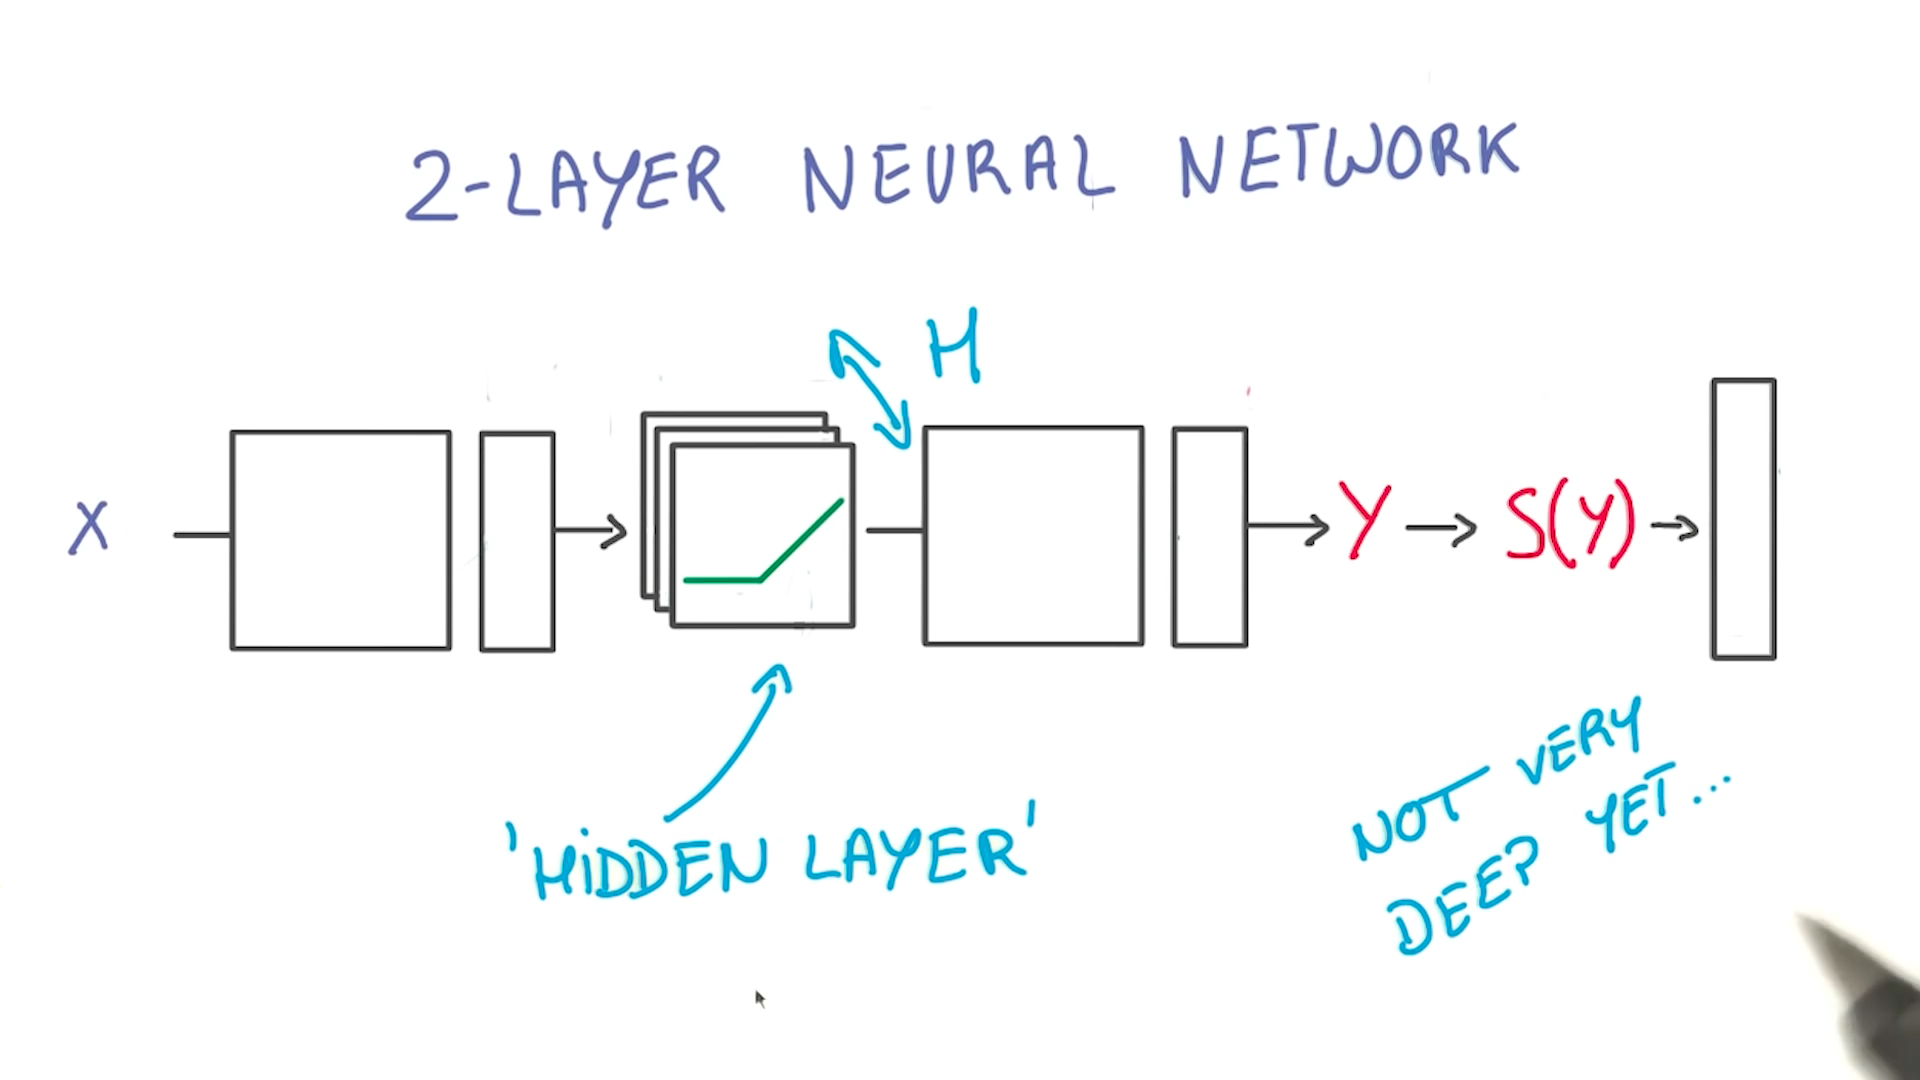 2-LAYER NEURAL NETWORK
H
X
Y
S(Y)
'HiDDEN LAYER'
NOT VERY
DEEP YET...